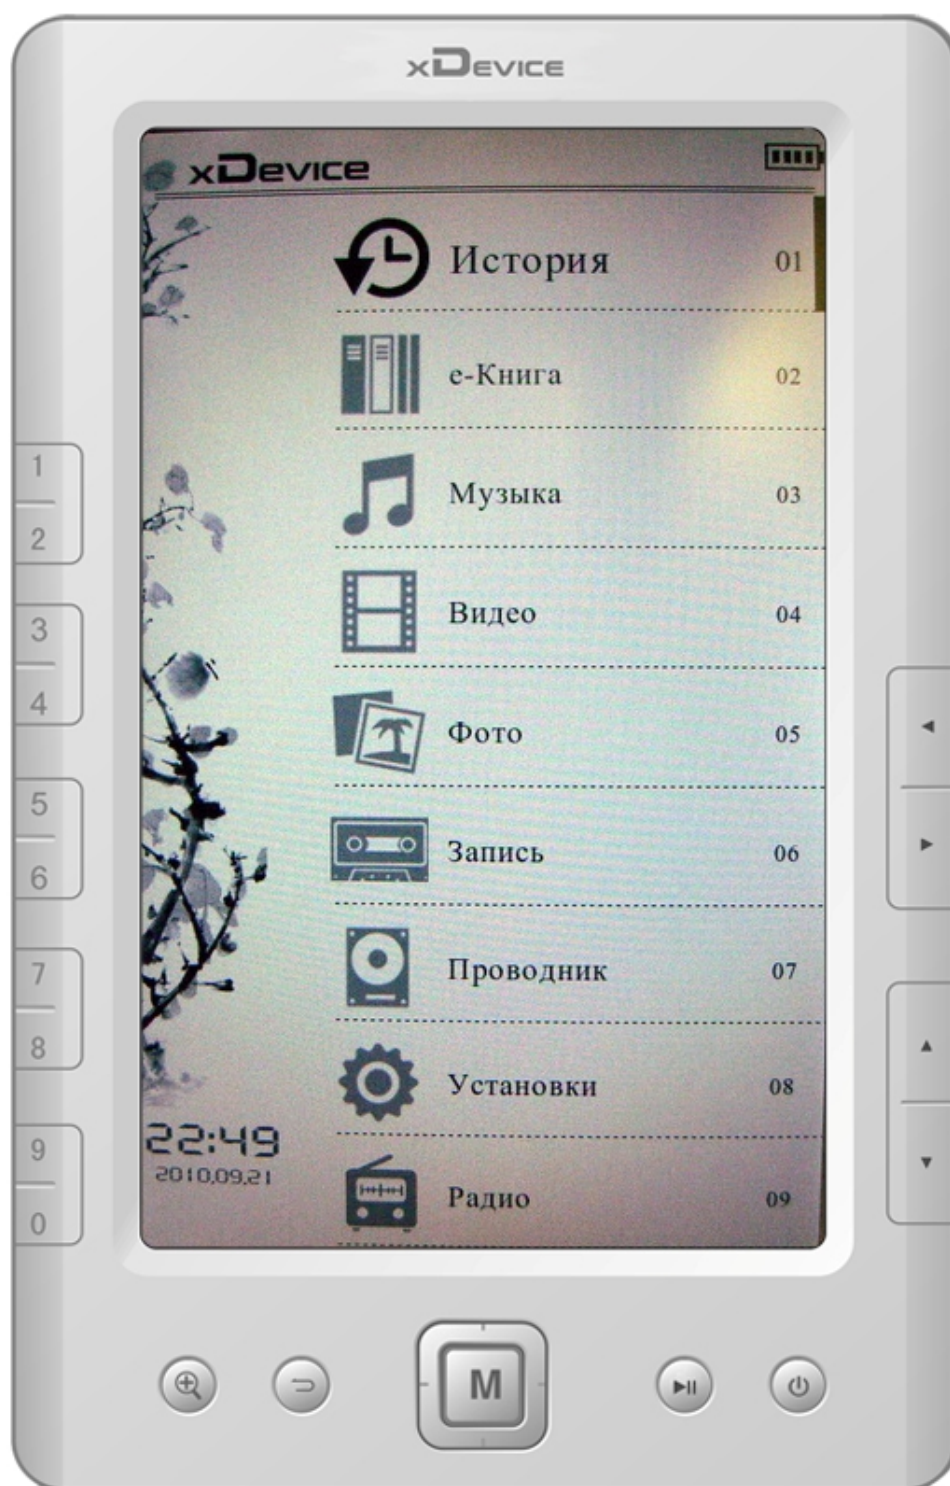 xDevice
xDevice
История 01
е-Книга 02
Музыка 03
Видео 04
Фото 05
Запись 06
Проводник 07
Установки 08
Радио 09
22:49
2010.09.21
1
2
3
4
5
6
7
8
9
0
M